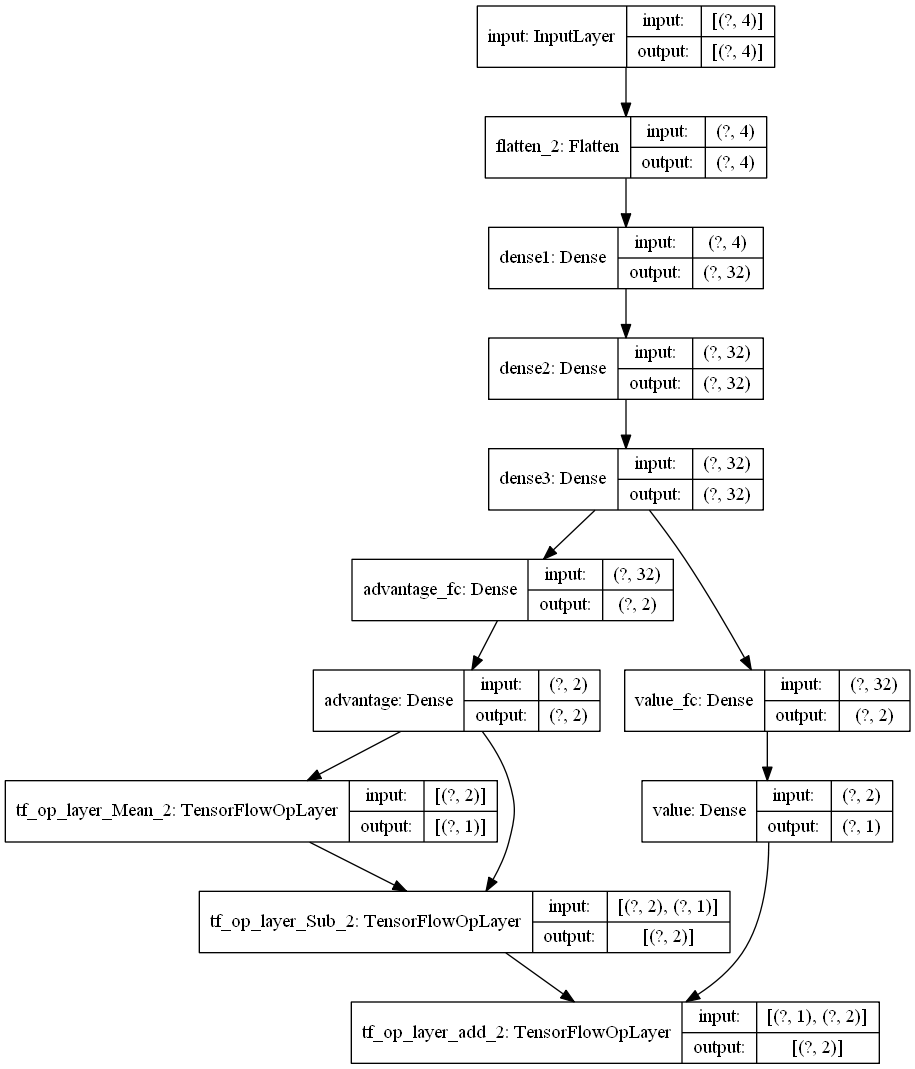 input: InputLayer
input:
[(?, 4)]
output:
[(?, 4)]
flatten_2: Flatten
input:
(?, 4)
output:
(?, 4)
dense1: Dense
input:
(?, 4)
output:
(?, 32)
dense2: Dense
input:
(?, 32)
output:
(?, 32)
dense3: Dense
input:
(?, 32)
output:
(?, 32)
advantage_fc: Dense
input:
(?, 32)
output:
(?, 2)
advantage: Dense
input:
(?, 2)
output:
(?, 2)
value_fc: Dense
input:
(?, 32)
output:
(?, 2)
tf_op_layer_Mean_2: TensorFlowOpLayer
input:
[(?, 2)]
output:
[(?, 1)]
value: Dense
input:
(?, 2)
output:
(?, 1)
tf_op_layer_Sub_2: TensorFlowOpLayer
input:
[(?, 2), (?, 1)]
output:
[(?, 2)]
tf_op_layer_add_2: TensorFlowOpLayer
input:
[(?, 1), (?, 2)]
output:
[(?, 2)]